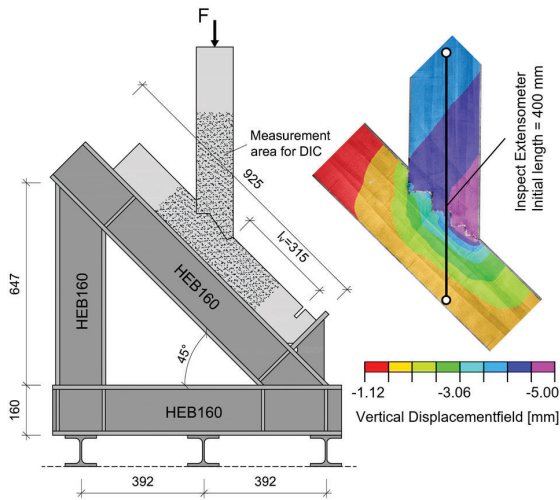 F
Measurement
area for DIC
925
lv=315
HEB160
HEB160
HEB160
45°
647
160
392
392
Inspect Extensometer
Initial length = 400 mm
-1.12
-3.06
-5.00
Vertical Displacementfield [mm]